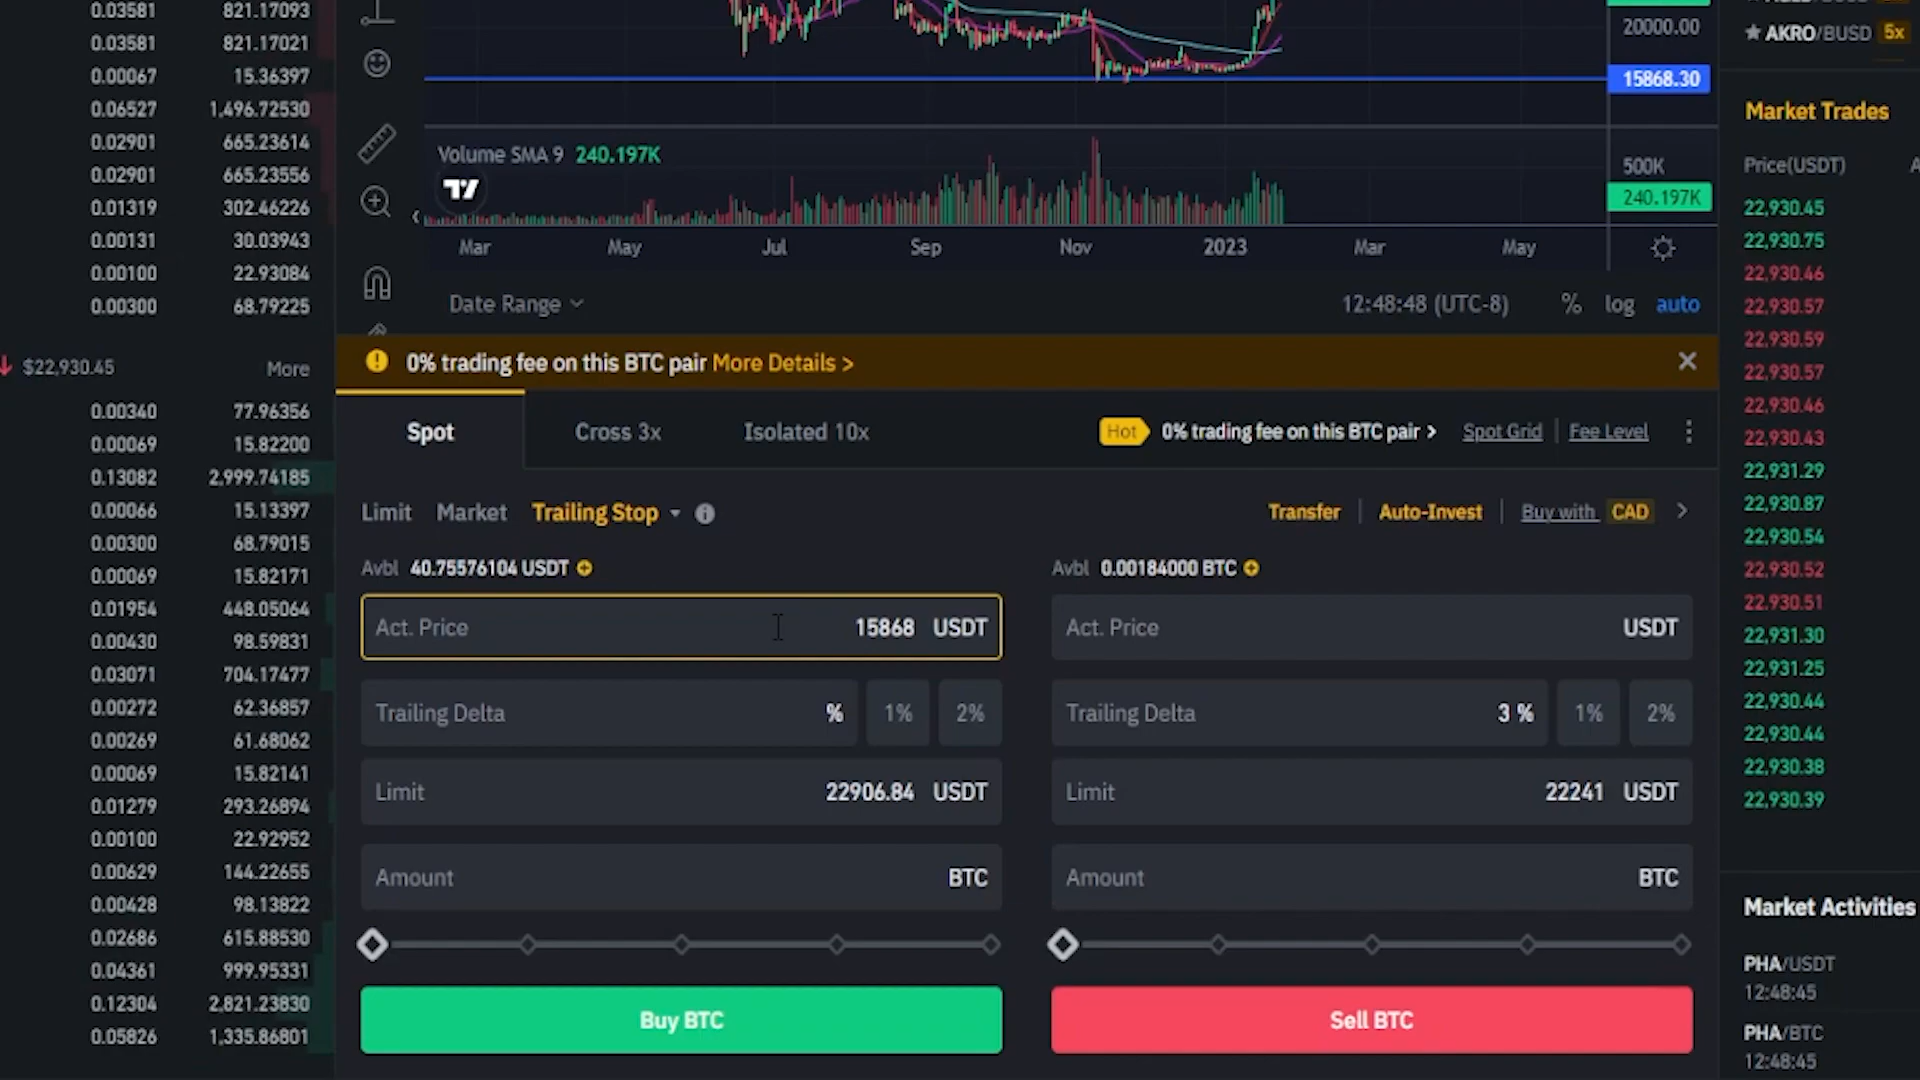 0.03581 821.17093
0.03581 821.17021
0.00067 15.36397
0.06527 1,496.72530
0.02901 665.23614
0.02901 665.23556
0.01319 302.46226
0.00131 30.03943
0.00100 22.93084
0.00300 68.79225
$22,930.45 More
0.00340 77.96356
0.00069 15.82200
0.13082 2,999.74185
0.00066 15.13397
0.00300 68.79015
0.00069 15.82171
0.01954 448.05064
0.00430 98.59831
0.03071 704.17477
0.00272 62.36857
0.00269 61.68062
0.00069 15.82141
0.01279 293.26894
0.00100 22.92952
0.00629 144.22655
0.00428 98.13822
0.02686 615.88530
0.04361 999.95331
0.12304 2,821.23830
0.05826 1,335.86801
20000.00
15868.30
Volume SMA 9 240.197K
500K
240.197K
Mar May Jul Sep Nov 2023 Mar May
Date Range 12:48:48 (UTC-8) % log auto
0% trading fee on this BTC pair More Details >
Spot Cross 3x Isolated 10x Hot 0% trading fee on this BTC pair > Spot Grid Fee Level
Limit Market Trailing Stop Transfer Auto-Invest Buy with CAD
Avbl 40.75576104 USDT
Act. Price 15868 USDT
Trailing Delta % 1% 2%
Limit 22906.84 USDT
Amount BTC
Buy BTC
Avbl 0.00184000 BTC
Act. Price USDT
Trailing Delta 3 % 1% 2%
Limit 22241 USDT
Amount BTC
Sell BTC
AKRO/BUSD 5x
Market Trades
Price(USDT)
22,930.45
22,930.75
22,930.46
22,930.57
22,930.59
22,930.57
22,930.46
22,930.43
22,931.29
22,930.87
22,930.54
22,930.52
22,930.51
22,931.30
22,931.25
22,930.44
22,930.44
22,930.38
22,930.39
Market Activities
PHA/USDT
12:48:45
PHA/BTC
12:48:45